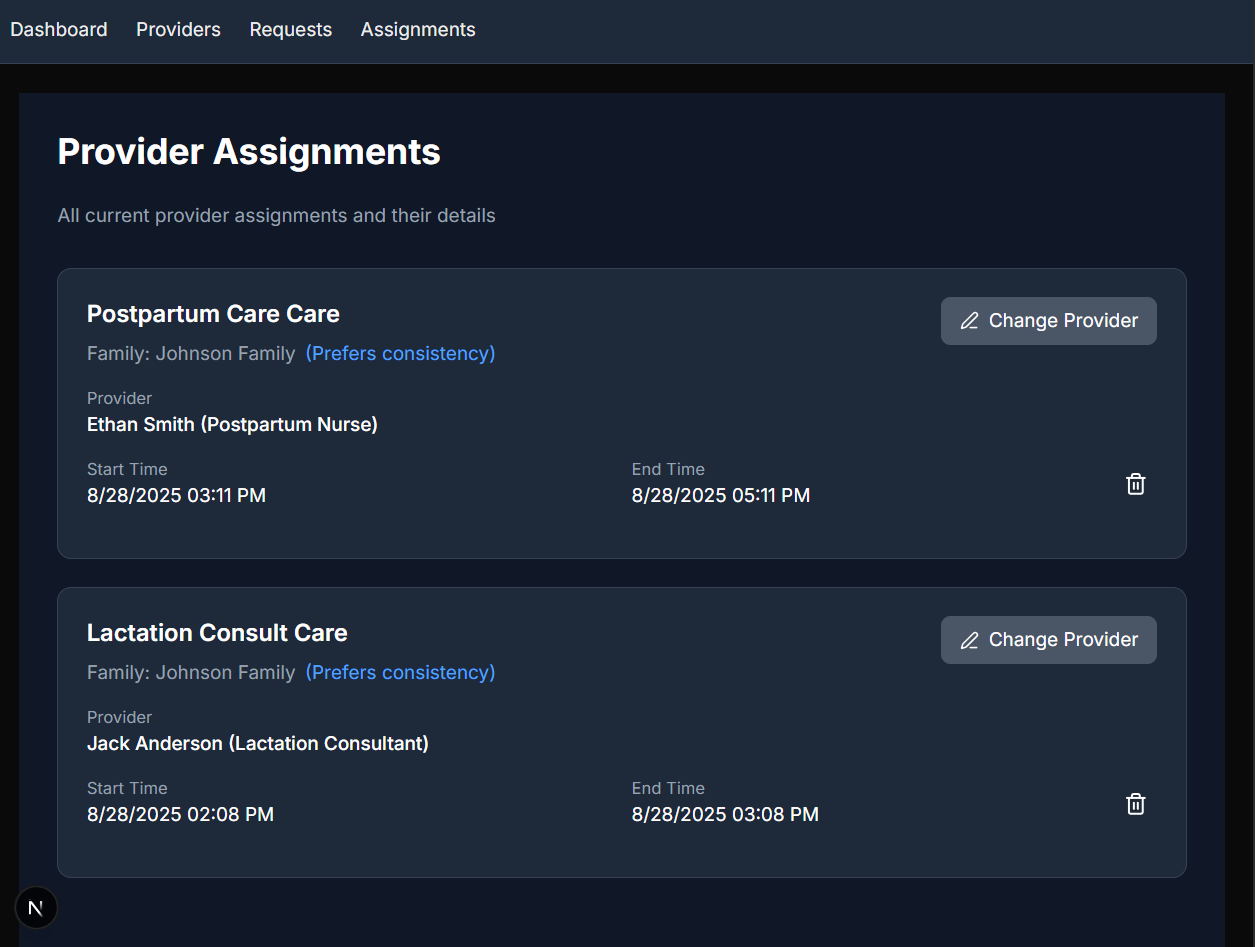 Dashboard Providers Requests Assignments
Provider Assignments
All current provider assignments and their details
Postpartum Care Care
Change Provider
Family: Johnson Family (Prefers consistency)
Provider
Ethan Smith (Postpartum Nurse)
Start Time End Time
8/28/2025 03:11 PM 8/28/2025 05:11 PM
Lactation Consult Care
Change Provider
Family: Johnson Family (Prefers consistency)
Provider
Jack Anderson (Lactation Consultant)
Start Time End Time
8/28/2025 02:08 PM 8/28/2025 03:08 PM
N